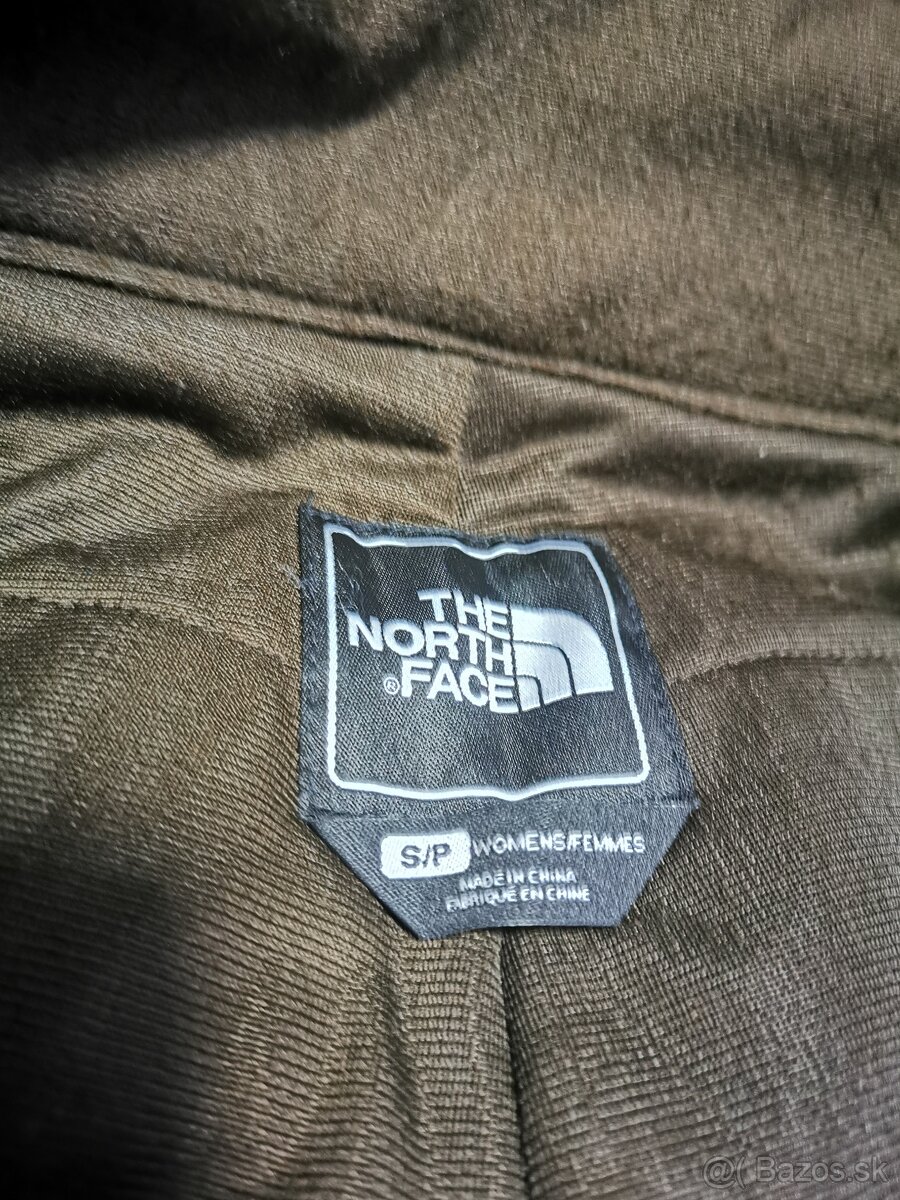 THE
NORTH
®FACE
S/P WOMENS/FEMMES
MADE IN CHINA
FABRIQUÉ EN CHINE
@( Bazos.sk